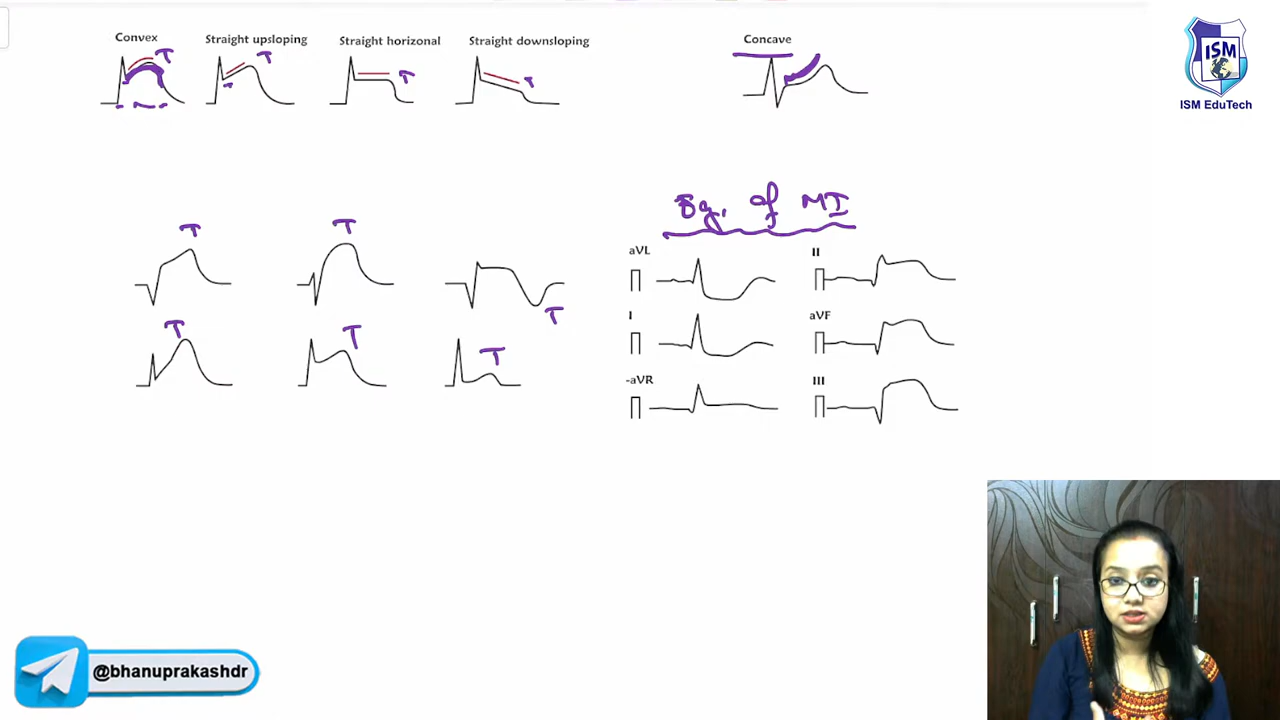 Convex
Straight upsloping
Straight horizonal
Straight downsloping
Concave
ISM
ISM EduTech
T
T
T
T
T
T
of MI
aVL
II
T
T
T
T
I
aVF
-aVR
III
@bhanuprakashdr